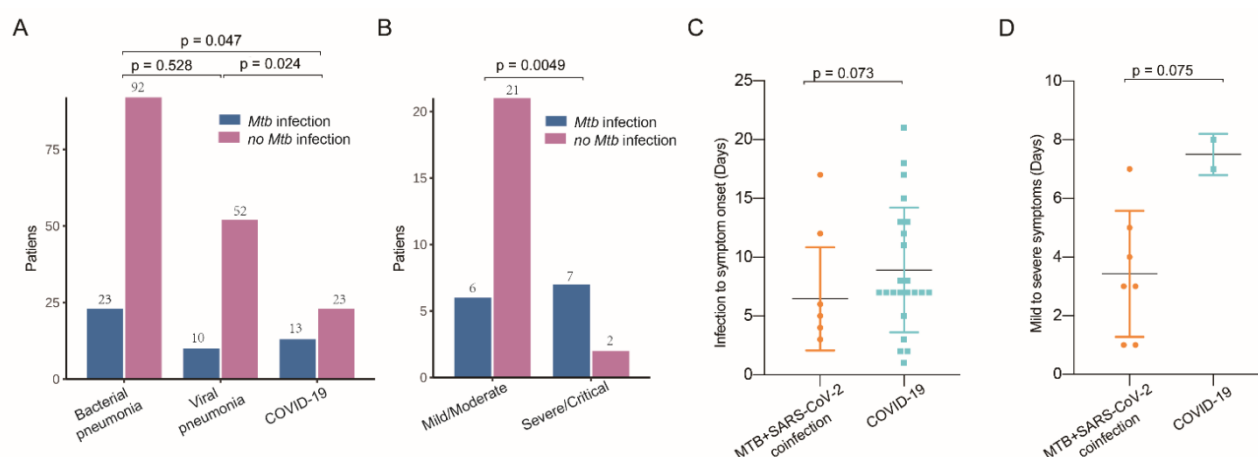 A
p = 0.047
p = 0.528
p = 0.024
92
Mtb infection
no Mtb infection
75
52
50
25
23
10
13
23
0
Patiens
Bacterial
pneumonia
Viral
pneumonia
COVID-19
B
p = 0.0049
21
20
Mtb infection
no Mtb infection
15
10
7
6
5
2
0
Patiens
Mild/Moderate
Severe/Critical
C
p = 0.073
25
20
15
10
5
0
Infection to symptom onset (Days)
MTB+SARS-CoV-2
coinfection
COVID-19
D
p = 0.075
10
8
6
4
2
0
Mild to severe symptoms (Days)
MTB+SARS-CoV-2
coinfection
COVID-19